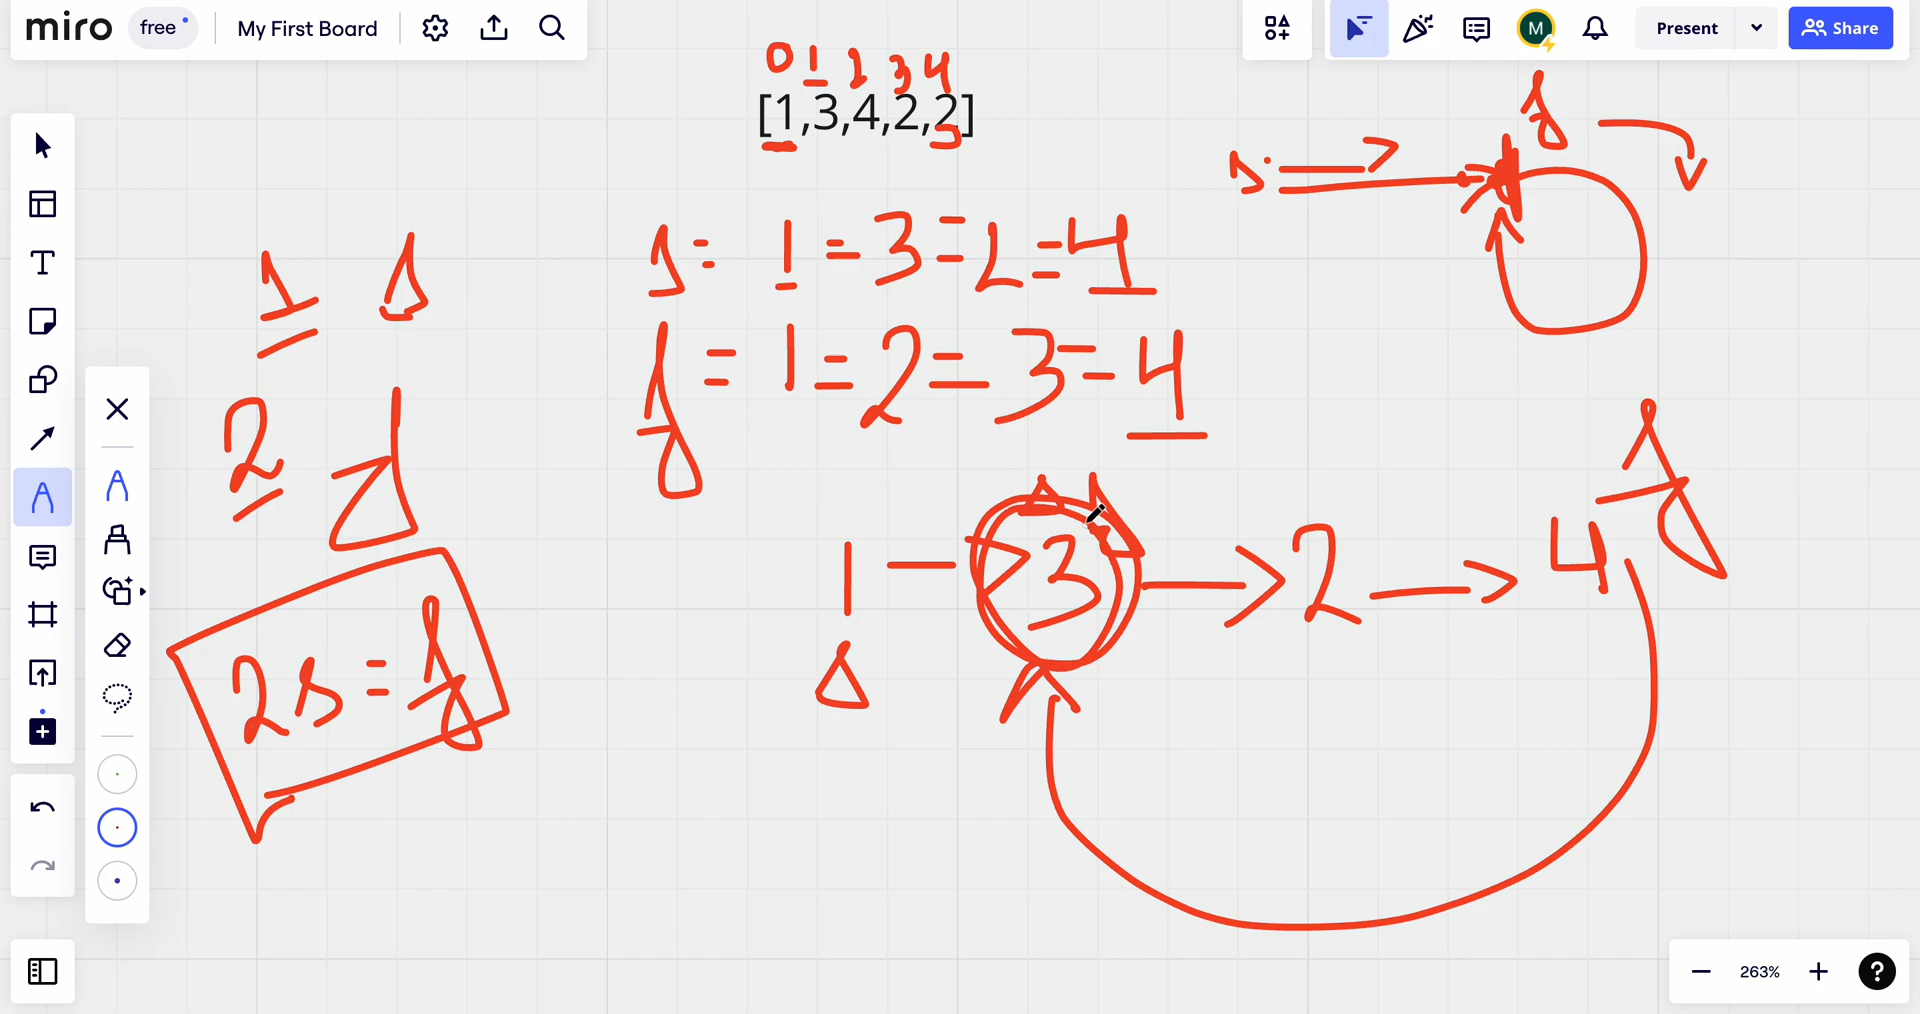 miro free My First Board
Present Share
0 1 2 3 4
[1,3,4,2,2]
s: 1 = 3 = 2 = 4
f = 1 = 2 = 3 = 4
s
f
1 s
2 f
2s = f
1 → 3 → 2 → 4
s
s f
f
T
263%
?
M